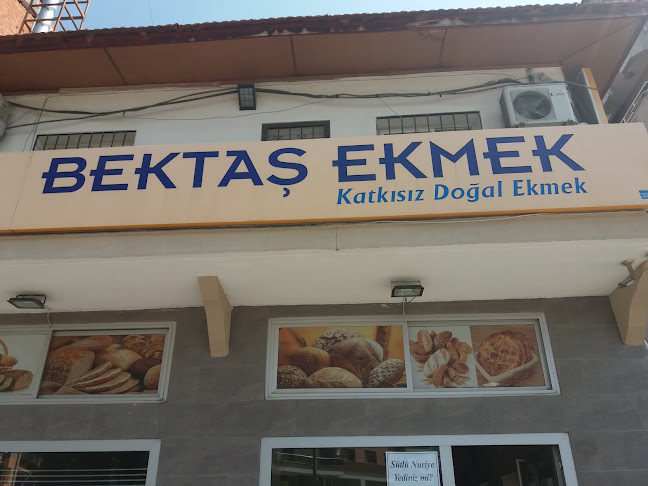 BEKTAŞ EKMEK
Katkısız Doğal Ekmek
Sütlü Nuriye
Yediniz mi?